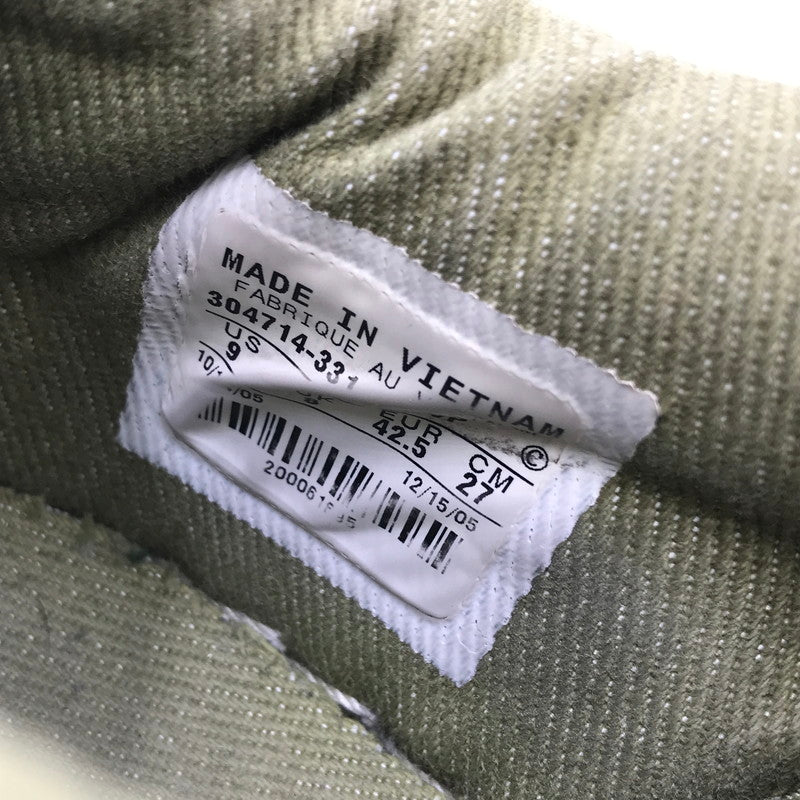 MADE IN VIETNAM
FABRIQUE AU
304714-331
US EUR CM
9 42.5 27
©
12/15/05